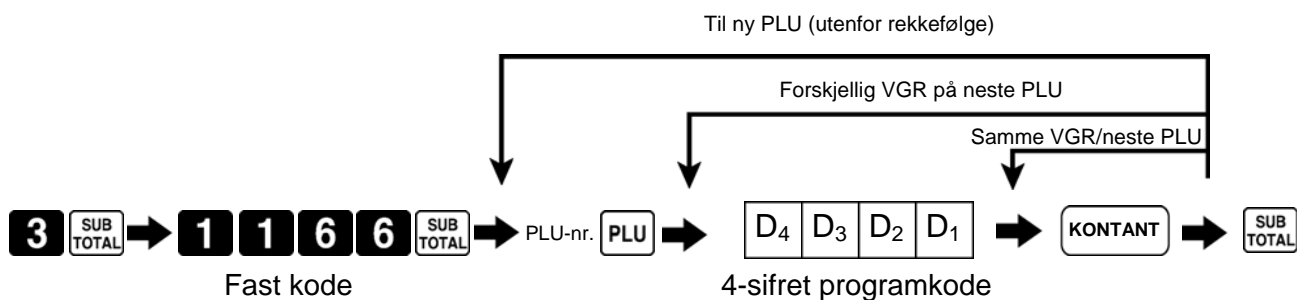 Til ny PLU (utenfor rekkefølge)
Forskjellig VGR på neste PLU
Samme VGR/neste PLU
3 SUB TOTAL 1 1 6 6 SUB TOTAL PLU-nr. PLU D4 D3 D2 D1 KONTANT SUB TOTAL
Fast kode 4-sifret programkode